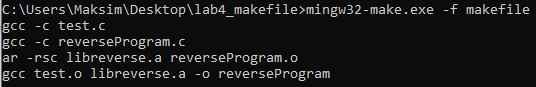 C:\Users\Maksim\Desktop\lab4_makefile>mingw32-make.exe -f makefile
gcc -c test.c
gcc -c reverseProgram.c
ar -rsc libreverse.a reverseProgram.o
gcc test.o libreverse.a -o reverseProgram